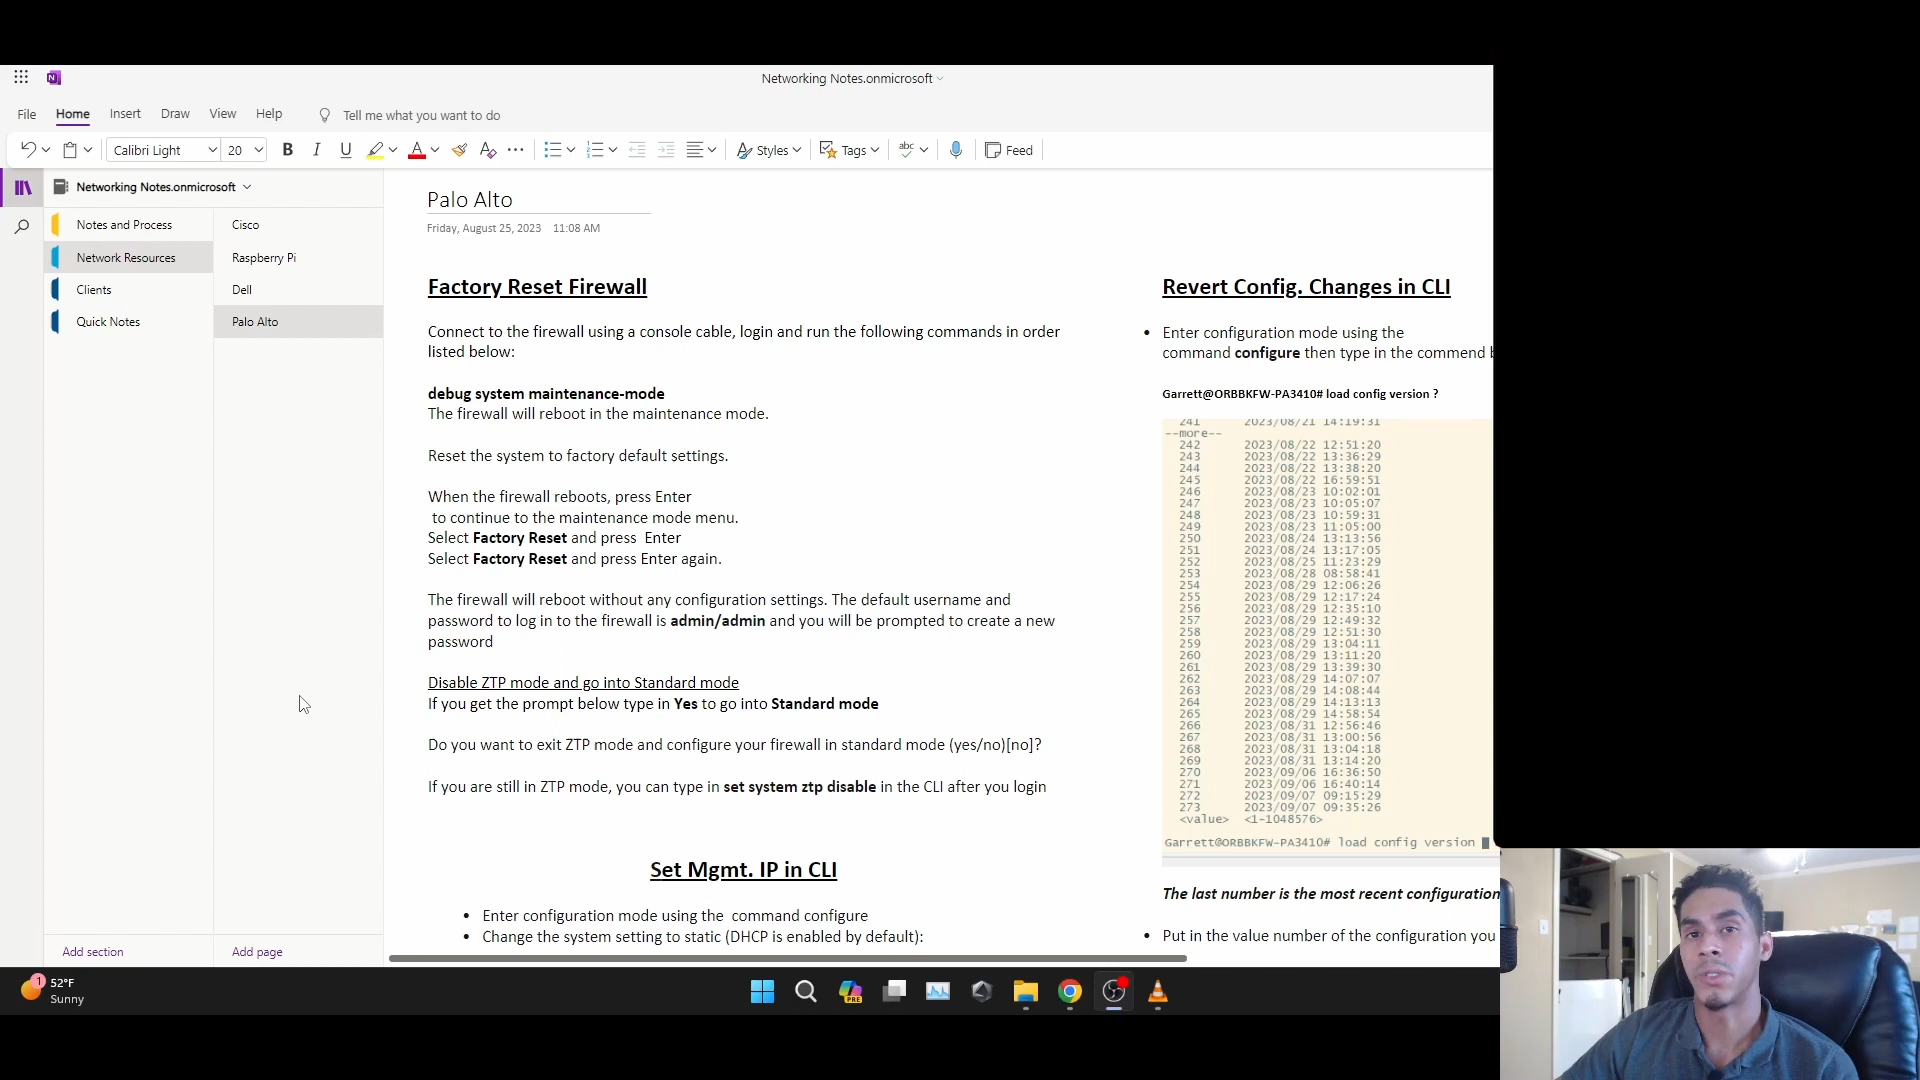 Networking Notes.onmicrosoft
File Home Insert Draw View Help Tell me what you want to do
Calibri Light 20 B I U A A Styles Tags abc Feed
Networking Notes.onmicrosoft
Notes and Process
Network Resources
Clients
Quick Notes
Add section
Cisco
Raspberry Pi
Dell
Palo Alto
Add page
Palo Alto
Friday, August 25, 2023 11:08 AM
Factory Reset Firewall
Connect to the firewall using a console cable, login and run the following commands in order
listed below:
debug system maintenance-mode
The firewall will reboot in the maintenance mode.
Reset the system to factory default settings.
When the firewall reboots, press Enter
to continue to the maintenance mode menu.
Select Factory Reset and press Enter
Select Factory Reset and press Enter again.
The firewall will reboot without any configuration settings. The default username and
password to log in to the firewall is admin/admin and you will be prompted to create a new
password
Disable ZTP mode and go into Standard mode
If you get the prompt below type in Yes to go into Standard mode
Do you want to exit ZTP mode and configure your firewall in standard mode (yes/no)[no]?
If you are still in ZTP mode, you can type in set system ztp disable in the CLI after you login
Set Mgmt. IP in CLI
• Enter configuration mode using the command configure
• Change the system setting to static (DHCP is enabled by default):
Revert Config. Changes in CLI
• Enter configuration mode using the
command configure then type in the commend
Garrett@ORBBKFW-PA3410# load config version ?
241 2023/08/21 14:19:31
--more--
242 2023/08/22 12:51:20
243 2023/08/22 13:36:29
244 2023/08/22 13:38:20
245 2023/08/22 16:59:51
246 2023/08/23 10:02:01
247 2023/08/23 10:05:07
248 2023/08/23 10:59:31
249 2023/08/23 11:05:00
250 2023/08/24 13:13:56
251 2023/08/24 13:17:05
252 2023/08/25 11:23:29
253 2023/08/28 08:58:41
254 2023/08/29 12:06:26
255 2023/08/29 12:17:24
256 2023/08/29 12:35:10
257 2023/08/29 12:49:32
258 2023/08/29 12:51:30
259 2023/08/29 13:04:11
260 2023/08/29 13:11:20
261 2023/08/29 13:39:30
262 2023/08/29 14:07:07
263 2023/08/29 14:08:44
264 2023/08/29 14:13:13
265 2023/08/29 14:58:54
266 2023/08/31 12:56:46
267 2023/08/31 13:00:56
268 2023/08/31 13:04:18
269 2023/08/31 13:14:20
270 2023/09/06 16:36:50
271 2023/09/06 16:40:14
272 2023/09/07 09:15:29
273 2023/09/07 09:35:26
<value> <1-1048576>
Garrett@ORBBKFW-PA3410# load config version
The last number is the most recent configuration
• Put in the value number of the configuration you
1 52°F
Sunny
PRE